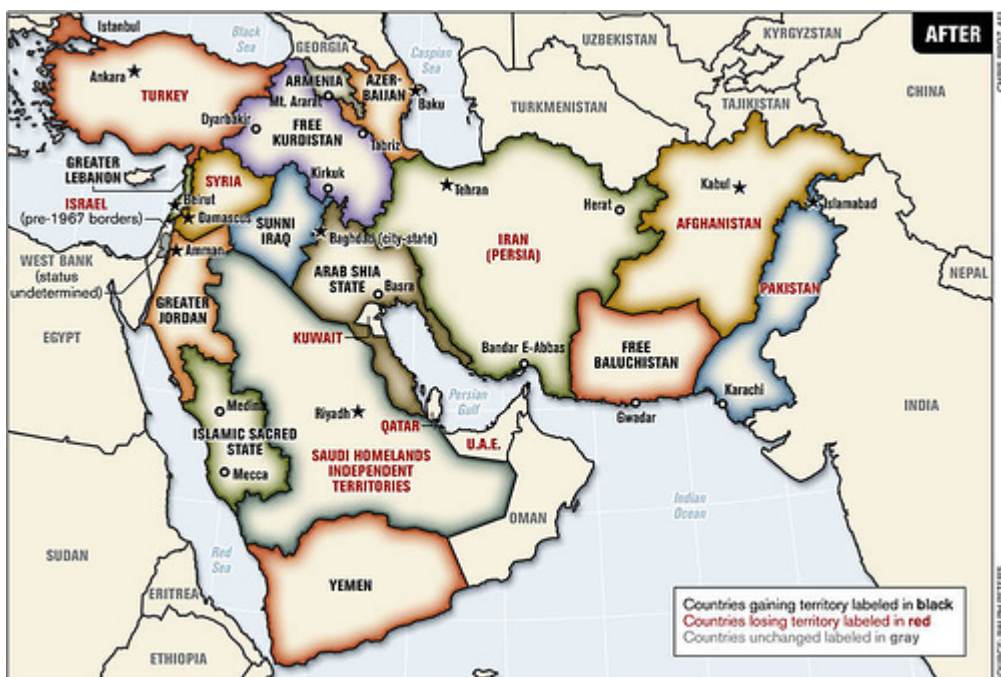 AFTER
Istanbul
Black
Sea
GEORGIA
Caspian
Sea
UZBEKISTAN
KYRGYZSTAN
Ankara
TURKEY
ARMENIA
Mt. Ararat
AZER-
BAIJAN
Baku
TURKMENISTAN
TAJIKISTAN
CHINA
Dyarbakir
FREE
KURDISTAN
Tabriz
GREATER
LEBANON
SYRIA
Kirkuk
Tehran
Herat
Kabul
Islamabad
AFGHANISTAN
ISRAEL
(pre-1967 borders)
Beirut
Damascus
SUNNI
IRAQ
Baghdad (city-state)
IRAN
(PERSIA)
WEST BANK
(status
undetermined)
Amman
ARAB SHIA
STATE
Basra
PAKISTAN
NEPAL
GREATER
JORDAN
EGYPT
KUWAIT
Bandar E-Abbas
FREE
BALUCHISTAN
Karachi
Gwadar
INDIA
Medina
Riyadh
Persian
Gulf
QATAR
U.A.E.
ISLAMIC SACRED
STATE
Mecca
SAUDI HOMELANDS
INDEPENDENT
TERRITORIES
OMAN
Indian
Ocean
SUDAN
Red
Sea
YEMEN
ERITREA
ETHIOPIA
Countries gaining territory labeled in black
Countries losing territory labeled in red
Countries unchanged labeled in gray